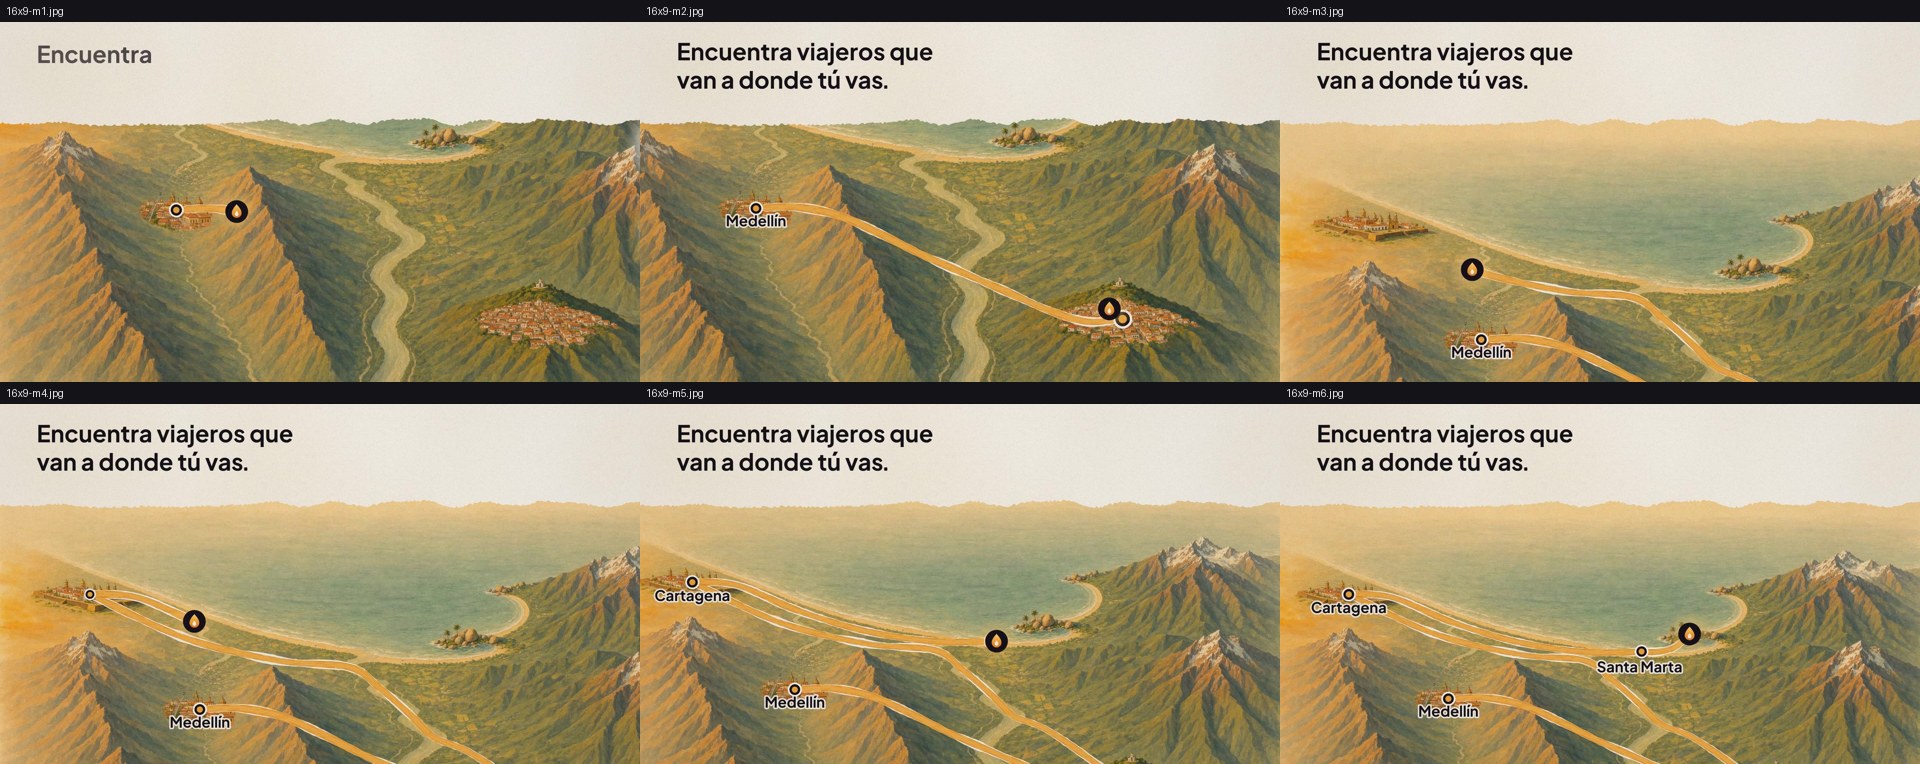 16x9-m1.jpg
Encuentra
16x9-m2.jpg
Encuentra viajeros que
van a donde tú vas.
Medellín
16x9-m3.jpg
Encuentra viajeros que
van a donde tú vas.
Medellín
16x9-m4.jpg
Encuentra viajeros que
van a donde tú vas.
Medellín
16x9-m5.jpg
Encuentra viajeros que
van a donde tú vas.
Cartagena
Medellín
16x9-m6.jpg
Encuentra viajeros que
van a donde tú vas.
Cartagena
Santa Marta
Medellín